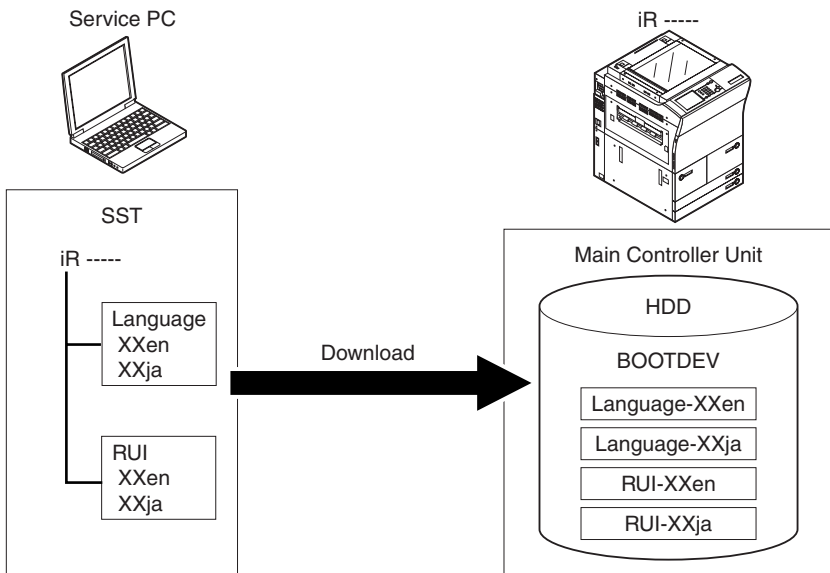 Service PC
iR -----
SST
iR -----
Language
XXen
XXja
RUI
XXen
XXja
Download
Main Controller Unit
HDD
BOOTDEV
Language-XXen
Language-XXja
RUI-XXen
RUI-XXja